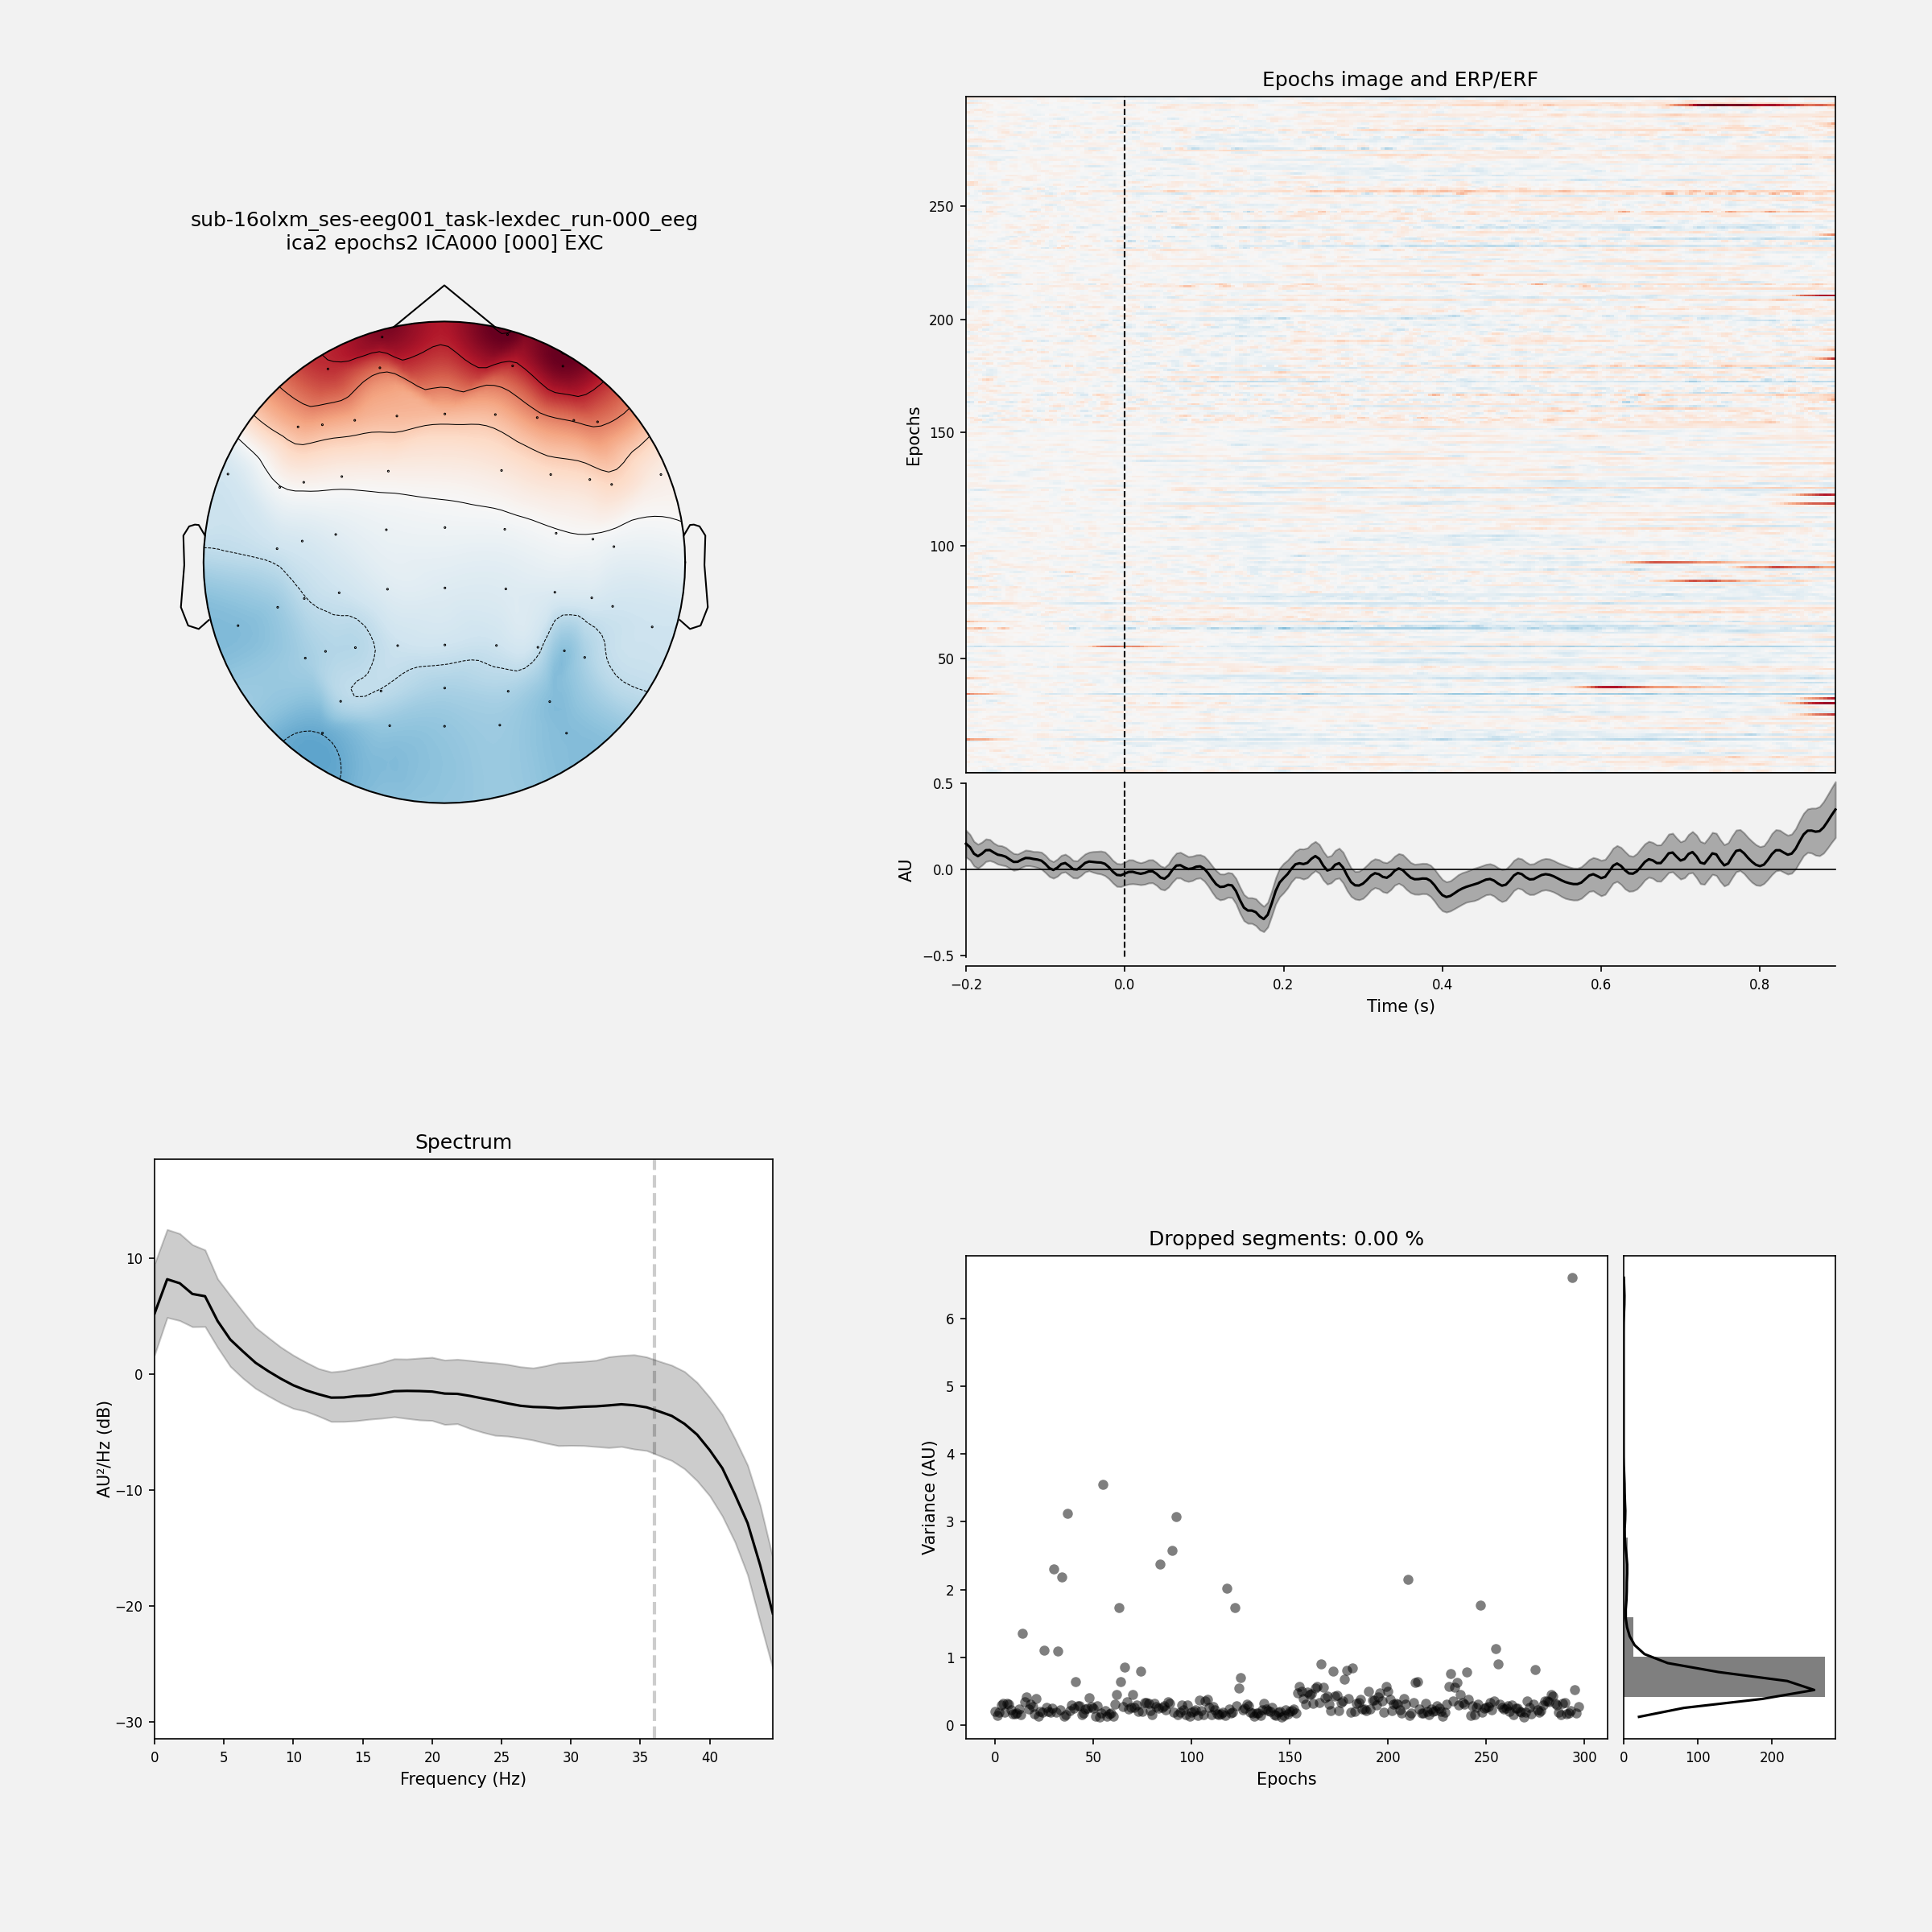 sub-16olxm_ses-eeg001_task-lexdec_run-000_eeg
ica2 epochs2 ICA000 [000] EXC
Epochs image and ERP/ERF
Epochs
250
200
150
100
50
AU
0.5
0.0
−0.5
−0.2 0.0 0.2 0.4 0.6 0.8
Time (s)
Spectrum
AU²/Hz (dB)
10
0
−10
−20
−30
0 5 10 15 20 25 30 35 40
Frequency (Hz)
Dropped segments: 0.00 %
Variance (AU)
6
5
4
3
2
1
0
0 50 100 150 200 250 300
Epochs
0 100 200